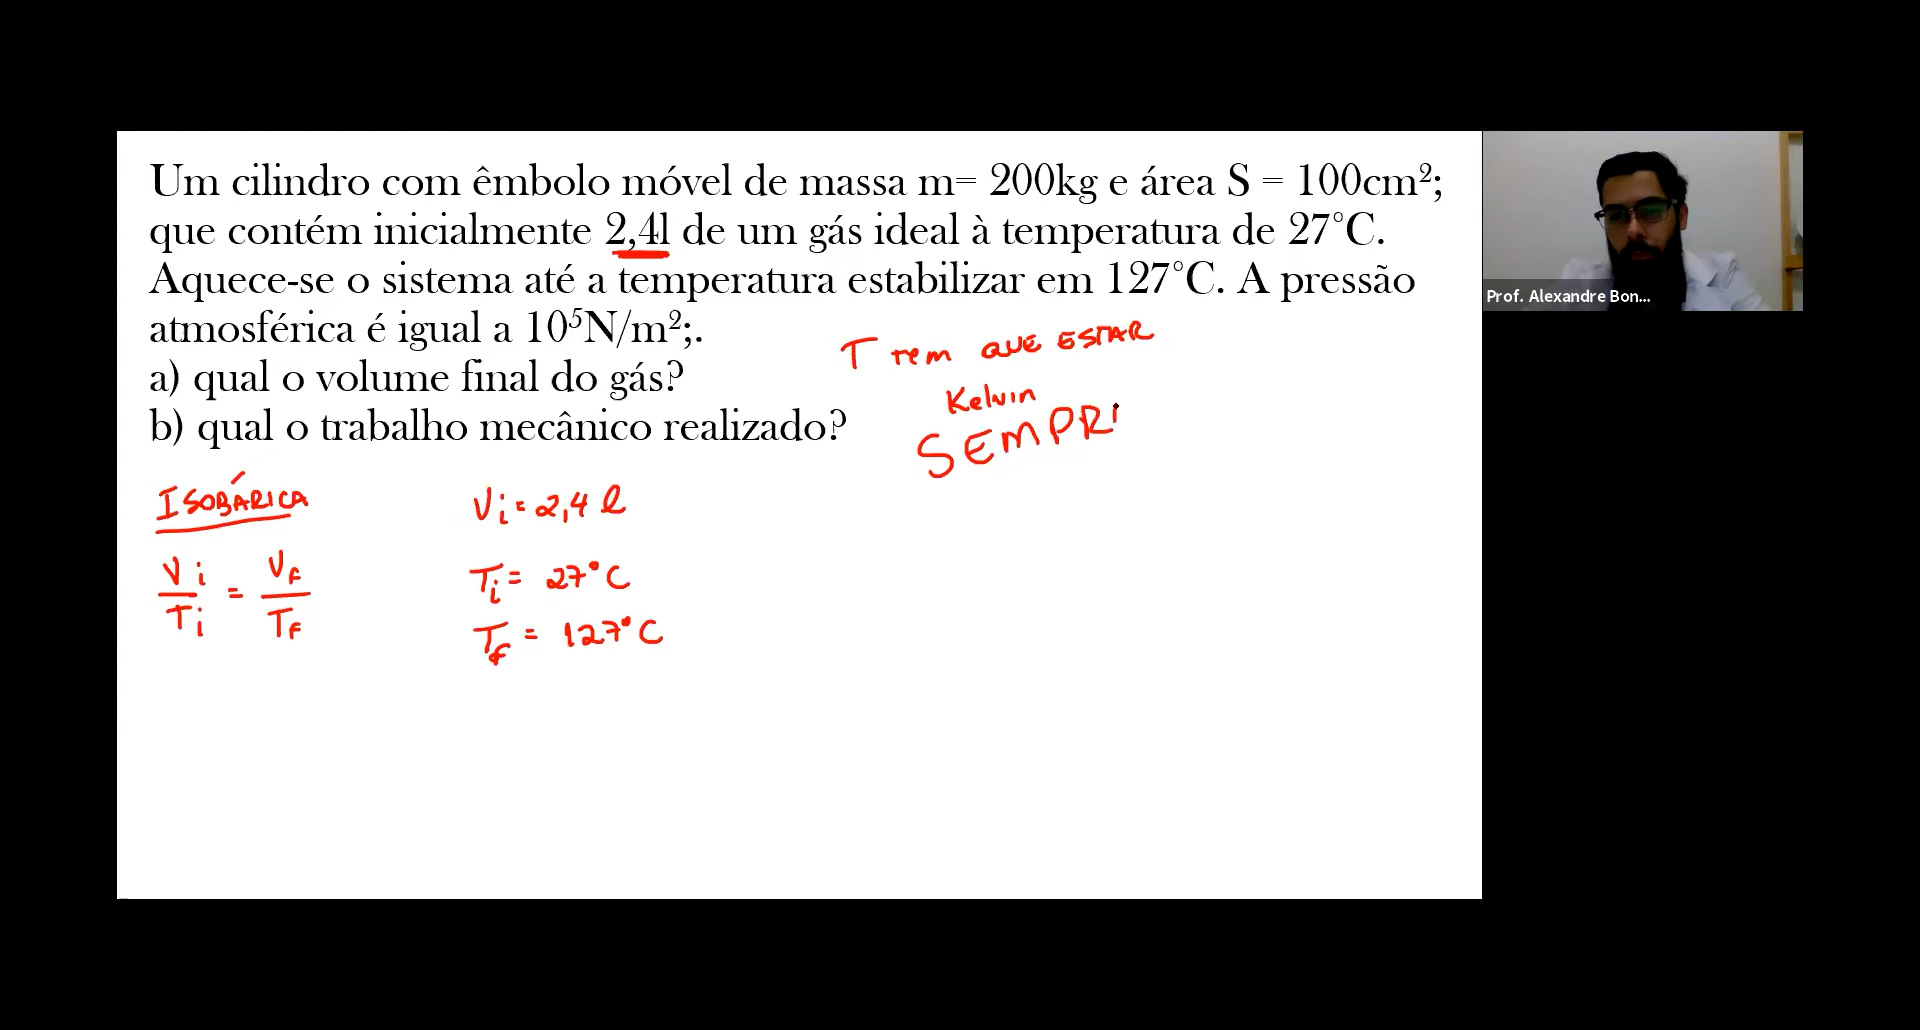 Um cilindro com êmbolo móvel de massa m= 200kg e área S = 100cm²;
que contém inicialmente 2,4l de um gás ideal à temperatura de 27°C.
Aquece-se o sistema até a temperatura estabilizar em 127°C. A pressão
atmosférica é igual a 10⁵N/m²;.
a) qual o volume final do gás?
b) qual o trabalho mecânico realizado?
T tem QUE ESTAR
Kelvin
SEMPRI
ISOBÁRICA
Vi = 2,4 l
Vi/Ti = VF/TF
Ti = 27°C
Tf = 127°C
Prof. Alexandre Bon...